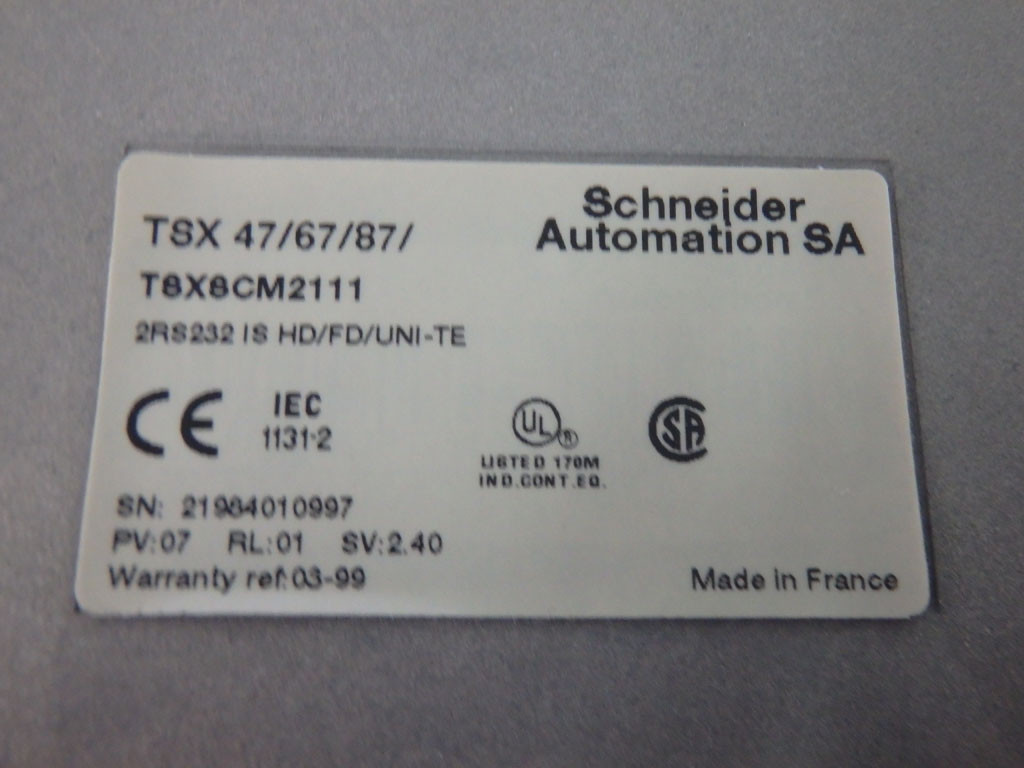 Schneider
Automation SA
TSX 47/67/87/
TSXSCM2111
2RS232 IS HD/FD/UNI-TE
CE
IEC
1131-2
UL®
LISTED 170M
IND.CONT.EQ.
SA
SN: 21984010997
PV:07 RL:01 SV:2.40
Warranty ref:03-99
Made in France